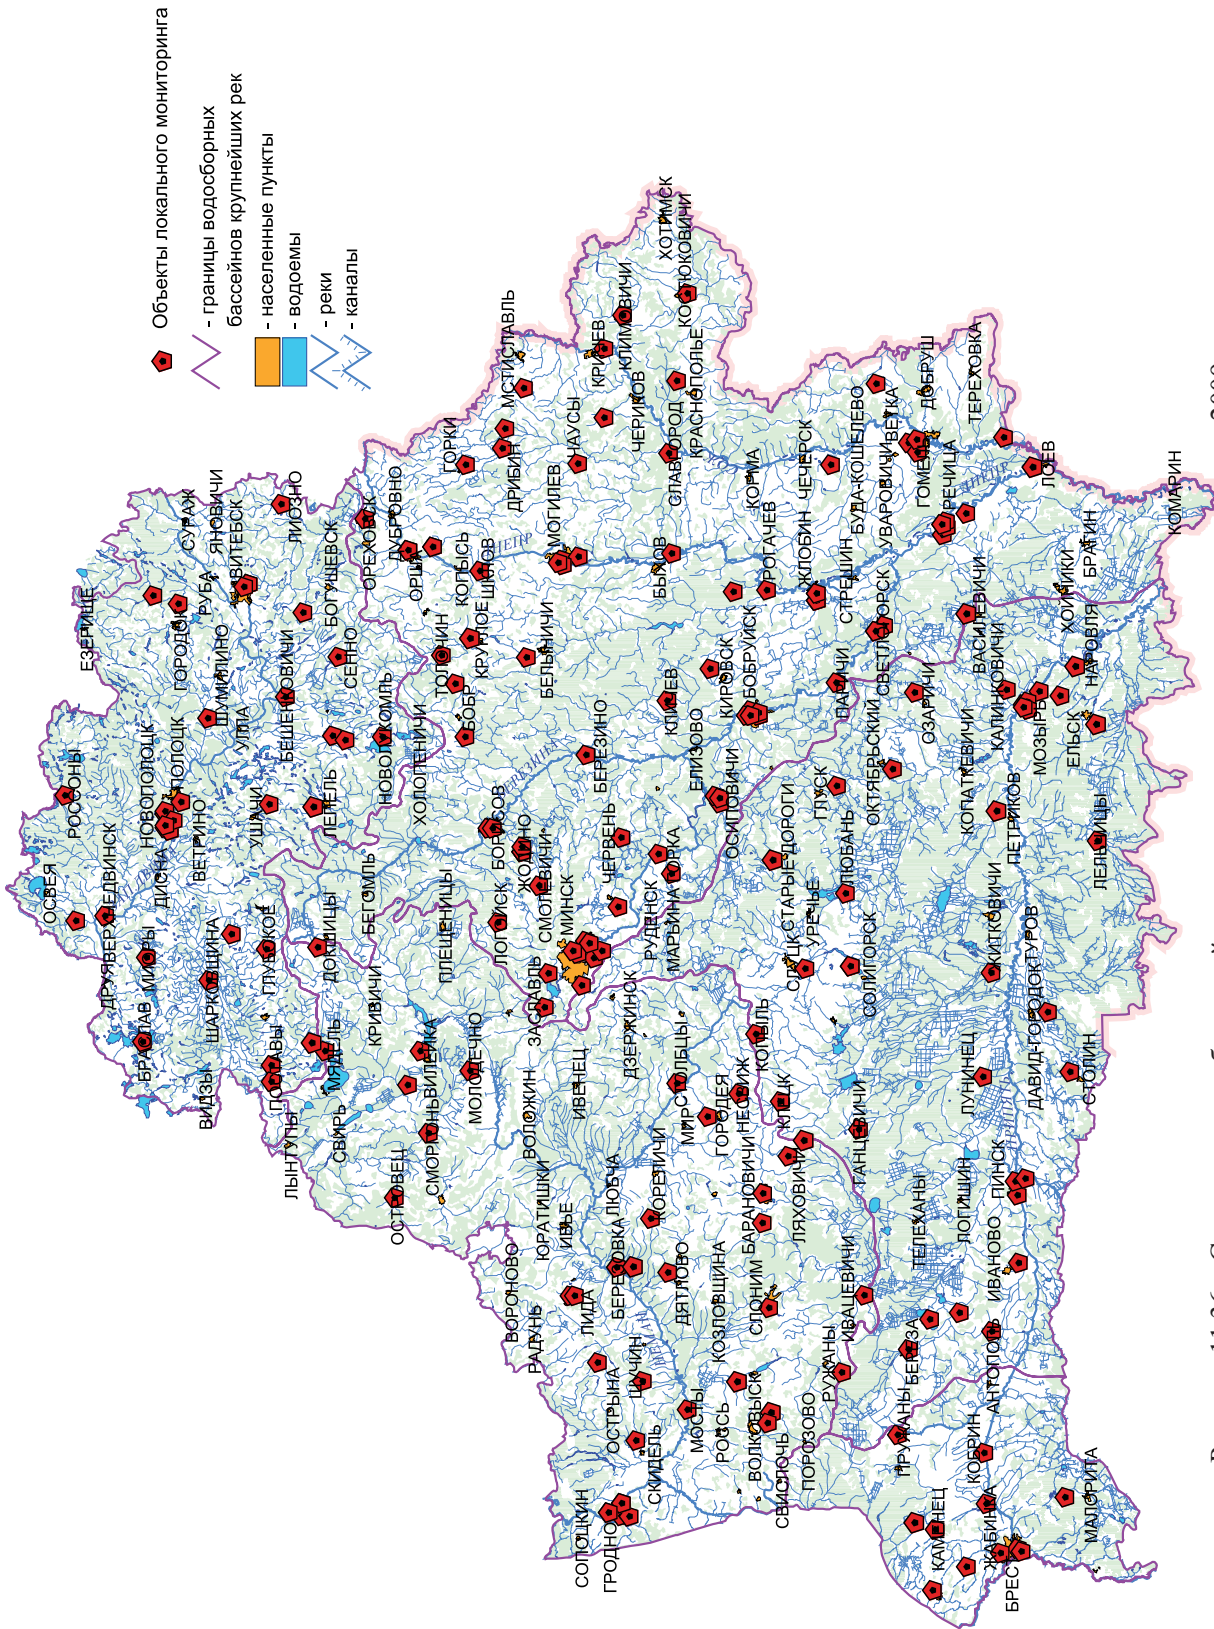 Объекты локального мониторинга
- границы водосборных
бассейнов крупнейших рек
- населенные пункты
- водоемы
- реки
- каналы
ОСВЕЯ
РОССОНЫ
ЕЗЕРИЩЕ
ВЕРХНЕДВИНСК
ДРУЯ
НОВОПОЛОЦК
ПОЛОЦК
ДИСНА
МИОРЫ
БРАСЛАВ
ГОРОДОК
СУРАЖ
ЯНОВИЧИ
РУБА
ВИТЕБСК
ШУМИЛИНО
УЛЛА
ВЕТРИНО
ШАРКОВЩИНА
ВИДЗЫ
УШАЧИ
ГЛУБОКОЕ
ПОСТАВЫ
ЛЫНТУПЫ
ЛИОЗНО
БЕШЕНКОВИЧИ
БОГУШЕВСК
СЕННО
ЛЕПЕЛЬ
ДОКШИЦЫ
МЯДЕЛЬ
СВИРЬ
ОРЕХОВСК
ДУБРОВНО
ОРША
НОВОЛУКОМЛЬ
ХОЛОПЕНИЧИ
БЕГОМЛЬ
КРИВИЧИ
ОСТРОВЕЦ
ВИЛЕЙКА
СМОРГОНЬ
ГОРКИ
КОПЫСЬ
ТОЛОЧИН
КРУГЛОЕ
БОБР
ПЛЕЩЕНИЦЫ
МОЛОДЕЧНО
МСТИСЛАВЛЬ
ДРИБИН
ШКЛОВ
ДНЕПР
БОРИСОВ
ЛОГОЙСК
ЖОДИНО
СМОЛЕВИЧИ
ЗАСЛАВЛЬ
ВОЛОЖИН
ВОРОНОВО
РАДУНЬ
ЮРАТИШКИ
МОГИЛЕВ
БЕЛЫНИЧИ
ЧАУСЫ
КРИЧЕВ
КЛИМОВИЧИ
ХОТИМСК
КОСТЮКОВИЧИ
ЧЕРИКОВ
БЕРЕЗИНО
ЧЕРВЕНЬ
МИНСК
ИВЕНЕЦ
ИВЬЕ
ЛИДА
БЕРЕЗОВКА
ЛЮБЧА
ОСТРЫНА
ЩУЧИН
СОПОЦКИН
ГРОДНО
СКИДЕЛЬ
ДЗЕРЖИНСК
РУДЕНСК
МАРЬИНА ГОРКА
СТОЛБЦЫ
МИР
КОРЕЛИЧИ
ДЯТЛОВО
МОСТЫ
СЛАВГОРОД
КРАСНОПОЛЬЕ
БЫХОВ
КЛИЧЕВ
ЕЛИЗОВО
КИРОВСК
ОСИПОВИЧИ
БОБРУЙСК
КОРМА
РОГАЧЕВ
ЧЕЧЕРСК
ЖЛОБИН
СТРЕШИН
ПАРИЧИ
ГЛУСК
СТАРЫЕ ДОРОГИ
СЛУЦК
УРЕЧЬЕ
ЛЮБАНЬ
СОЛИГОРСК
КОПЫЛЬ
НЕСВИЖ
ГОРОДЕЯ
КЛЕЦК
БАРАНОВИЧИ
ЛЯХОВИЧИ
ГАНЦЕВИЧИ
КОЗЛОВЩИНА
СЛОНИМ
РОССЬ
ВОЛКОВЫСК
СВИСЛОЧЬ
ПОРОЗОВО
РУЖАНЫ
ИВАЦЕВИЧИ
БУДА-КОШЕЛЕВО
УВАРОВИЧИ
ВЕТКА
ДОБРУШ
ГОМЕЛЬ
РЕЧИЦА
ТЕРЕХОВКА
СВЕТЛОГОРСК
ОКТЯБРЬСКИЙ
ОЗАРИЧИ
ВАСИЛЕВИЧИ
КАЛИНКОВИЧИ
КОПАТКЕВИЧИ
ПЕТРИКОВ
МОЗЫРЬ
ЕЛЬСК
НАРОВЛЯ
ХОЙНИКИ
БРАГИН
ЛОЕВ
КОМАРИН
ЛЕЛЬЧИЦЫ
ЖИТКОВИЧИ
ТУРОВ
ДАВИД-ГОРОДОК
СТОЛИН
ЛУНИНЕЦ
ПИНСК
ЛОГИШИН
ТЕЛЕХАНЫ
ИВАНОВО
БЕРЕЗА
АНТОПОЛЬ
ПРУЖАНЫ
КОБРИН
КАМЕНЕЦ
ЖАБИНКА
БРЕСТ
МАЛОРИТА